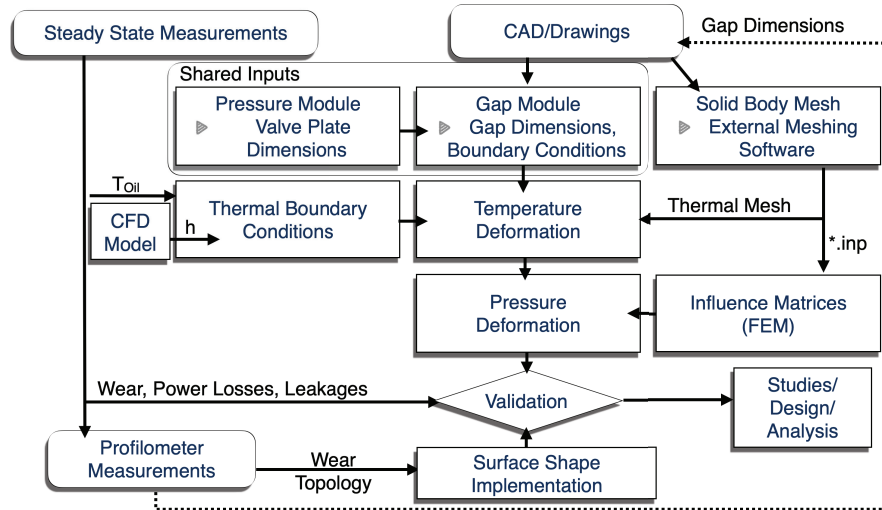 Steady State Measurements
CAD/Drawings
Gap Dimensions
Shared Inputs
Pressure Module
Valve Plate
Dimensions
Gap Module
Gap Dimensions,
Boundary Conditions
Solid Body Mesh
External Meshing
Software
TOil
Thermal Boundary
Conditions
CFD
Model
h
Temperature
Deformation
Thermal Mesh
*.inp
Pressure
Deformation
Influence Matrices
(FEM)
Wear, Power Losses, Leakages
Validation
Studies/
Design/
Analysis
Profilometer
Measurements
Wear
Topology
Surface Shape
Implementation